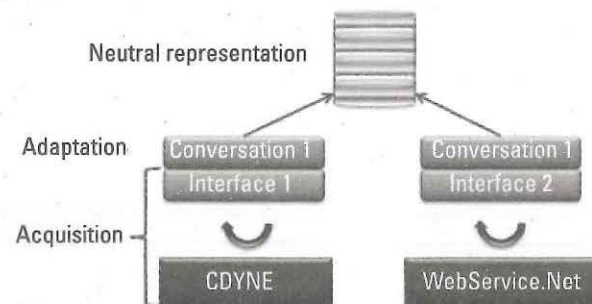 Neutral representation
Adaptation
Conversation 1
Conversation 1
Interface 1
Interface 2
Acquisition
CDYNE
WebService.Net